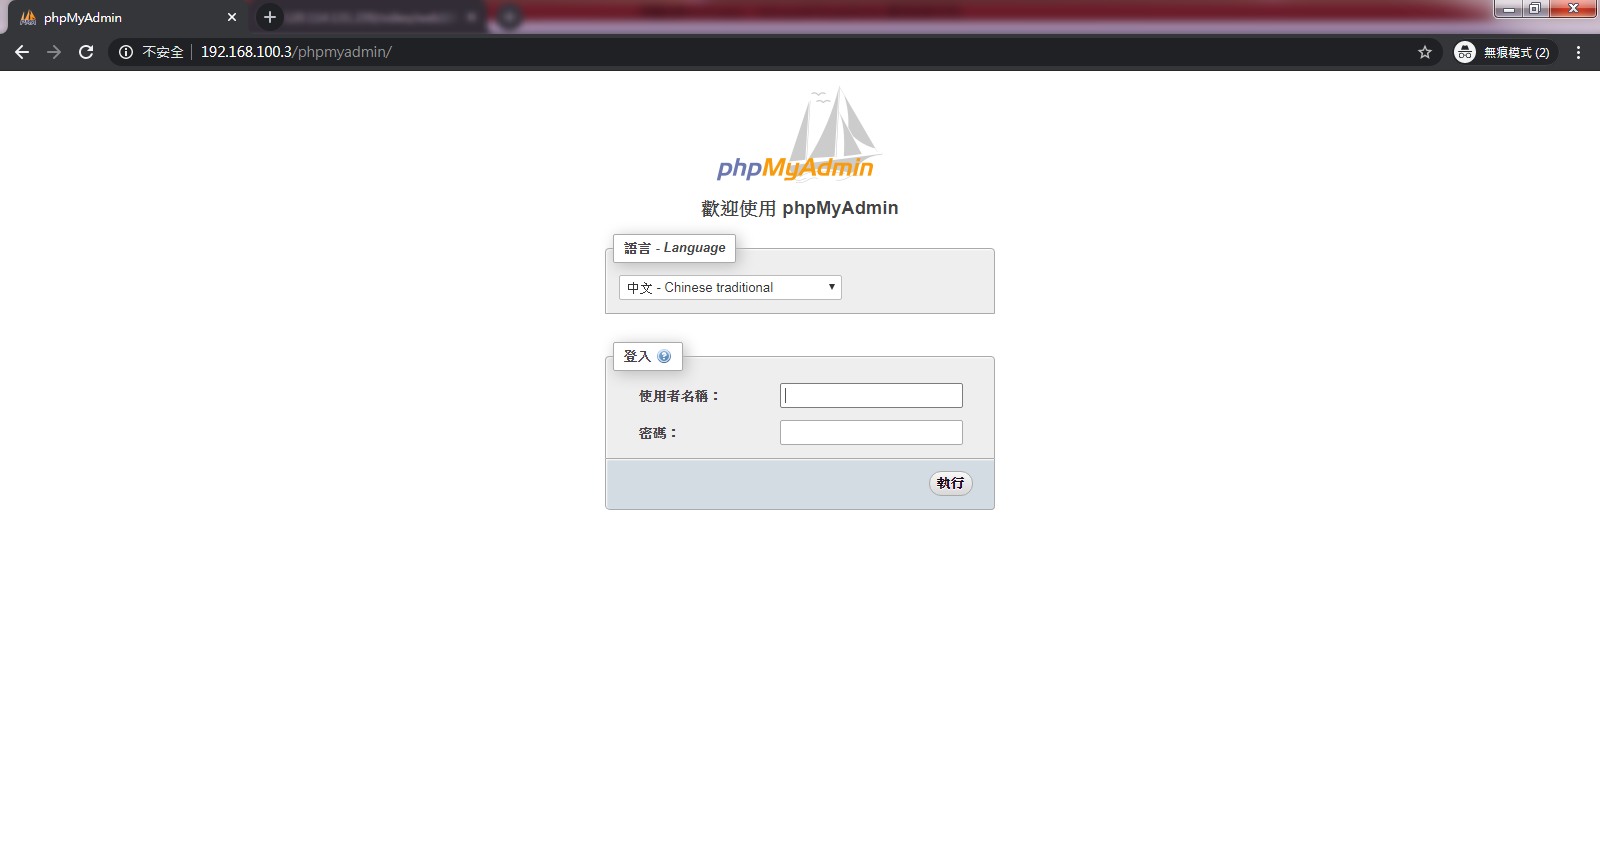 phpMyAdmin
不安全 192.168.100.3/phpmyadmin/
無痕模式 (2)
phpMyAdmin
歡迎使用 phpMyAdmin
語言 - Language
中文 - Chinese traditional
登入
使用者名稱：
密碼：
執行